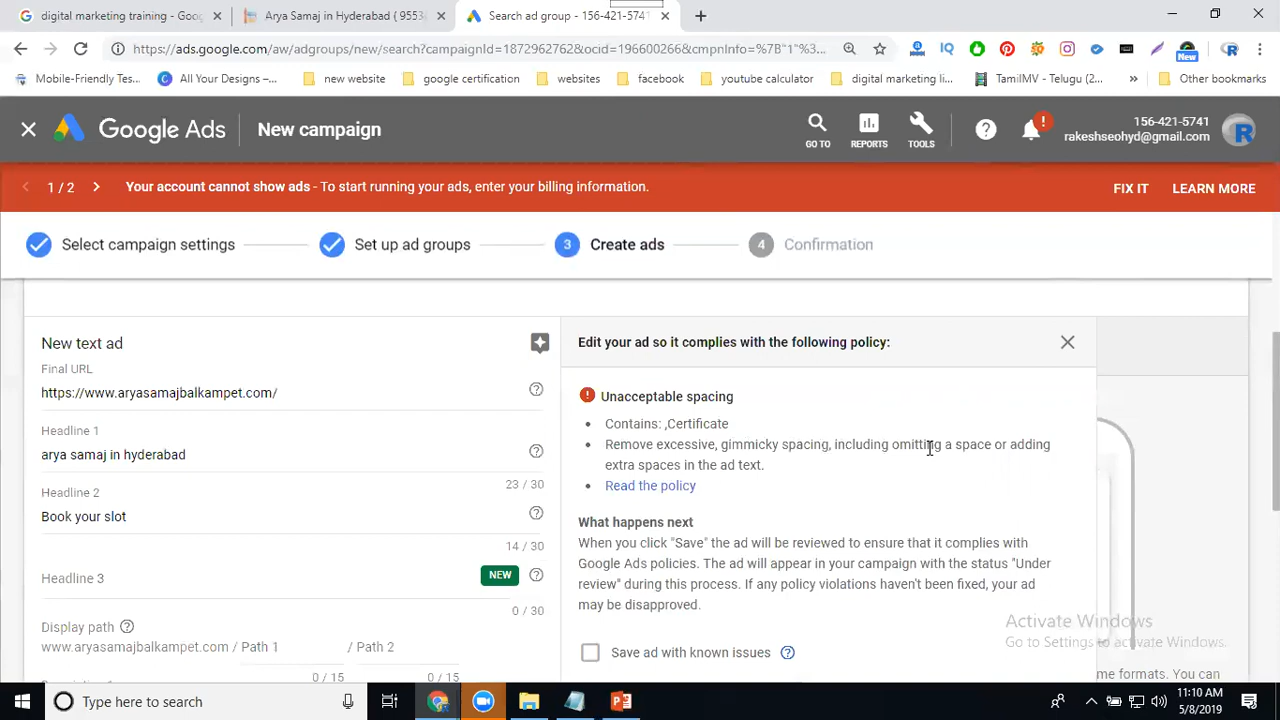 digital marketing training - Goog
Arya Samaj in Hyderabad ( 9553
Search ad group - 156-421-5741
https://ads.google.com/aw/adgroups/new/search?campaignId=1872962762&ocid=196600266&cmpnInfo=%7B"1"%3...
Mobile-Friendly Tes...
All Your Designs –...
new website
google certification
websites
facebook
youtube calculator
digital marketing li...
TamilMV - Telugu (2...
Other bookmarks
New
Google Ads
New campaign
GO TO
REPORTS
TOOLS
156-421-5741
rakeshseohyd@gmail.com
1 / 2
Your account cannot show ads - To start running your ads, enter your billing information.
FIX IT
LEARN MORE
Select campaign settings
Set up ad groups
3
Create ads
4
Confirmation
New text ad
Final URL
https://www.aryasamajbalkampet.com/
Headline 1
arya samaj in hyderabad
23 / 30
Headline 2
Book your slot
14 / 30
Headline 3
NEW
0 / 30
Display path
www.aryasamajbalkampet.com / Path 1
/ Path 2
0 / 15
0 / 15
Edit your ad so it complies with the following policy:
Unacceptable spacing
Contains: ,Certificate
Remove excessive, gimmicky spacing, including omitting a space or adding
extra spaces in the ad text.
Read the policy
What happens next
When you click "Save" the ad will be reviewed to ensure that it complies with
Google Ads policies. The ad will appear in your campaign with the status "Under
review" during this process. If any policy violations haven't been fixed, your ad
may be disapproved.
Save ad with known issues
Activate Windows
Go to Settings to activate Windows.
me formats. You can
Type here to search
11:10 AM
5/8/2019